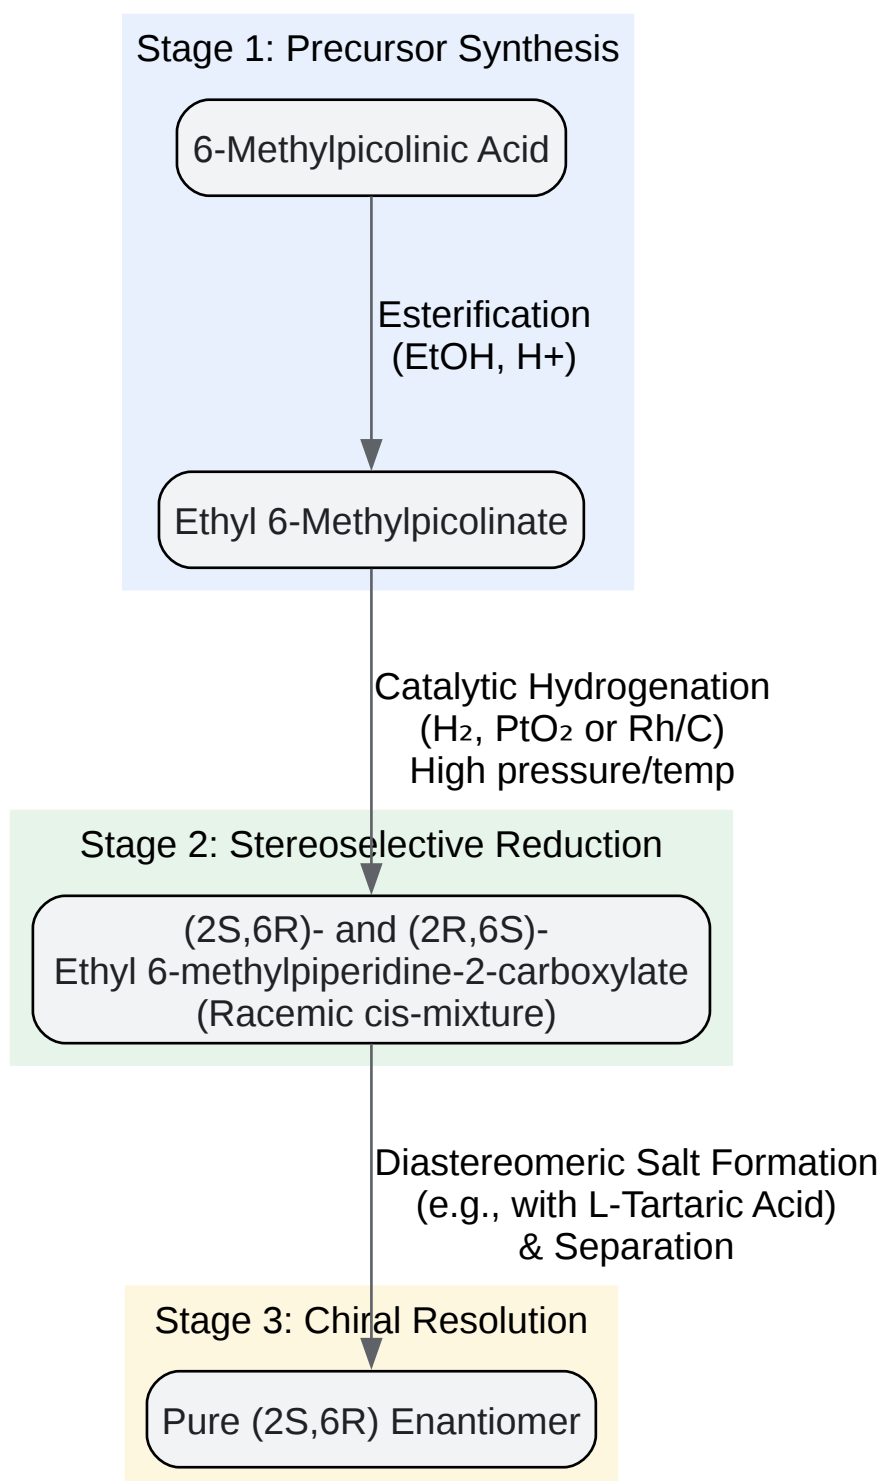 Stage 1: Precursor Synthesis
6-Methylpicolinic Acid
Esterification
(EtOH, H+)
Ethyl 6-Methylpicolinate
Catalytic Hydrogenation
(H₂, PtO₂ or Rh/C)
High pressure/temp
Stage 2: Stereoselective Reduction
(2S,6R)- and (2R,6S)-
Ethyl 6-methylpiperidine-2-carboxylate
(Racemic cis-mixture)
Diastereomeric Salt Formation
(e.g., with L-Tartaric Acid)
& Separation
Stage 3: Chiral Resolution
Pure (2S,6R) Enantiomer